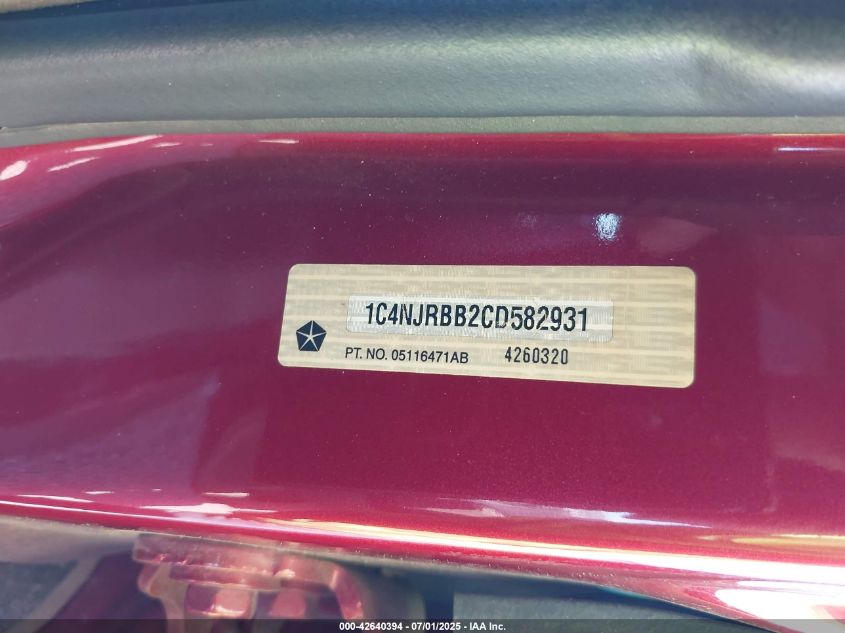 1C4NJRBB2CD582931
PT. NO. 05116471AB 4260320
000-42640394 - 07/01/2025 - IAA Inc.